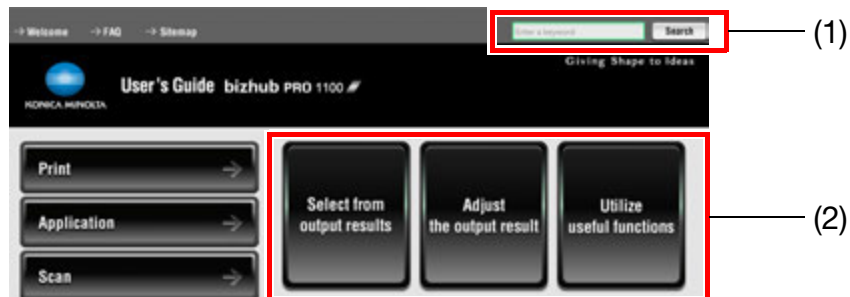 → Welcome → FAQ → Sitemap
Enter a keyword Search
(1)
Giving Shape to Ideas
KONICA MINOLTA
User's Guide bizhub PRO 1100
Print →
Application →
Scan →
Select from
output results
Adjust
the output result
Utilize
useful functions
(2)